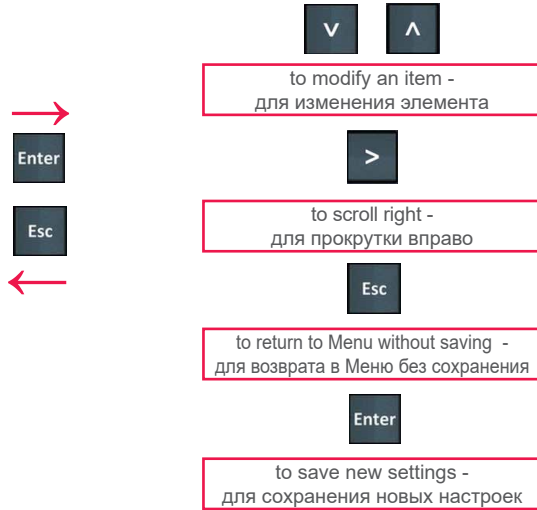 v ^
to modify an item -
для изменения элемента
Enter
>
Esc
to scroll right -
для прокрутки вправо
Esc
to return to Menu without saving -
для возврата в Меню без сохранения
Enter
to save new settings -
для сохранения новых настроек